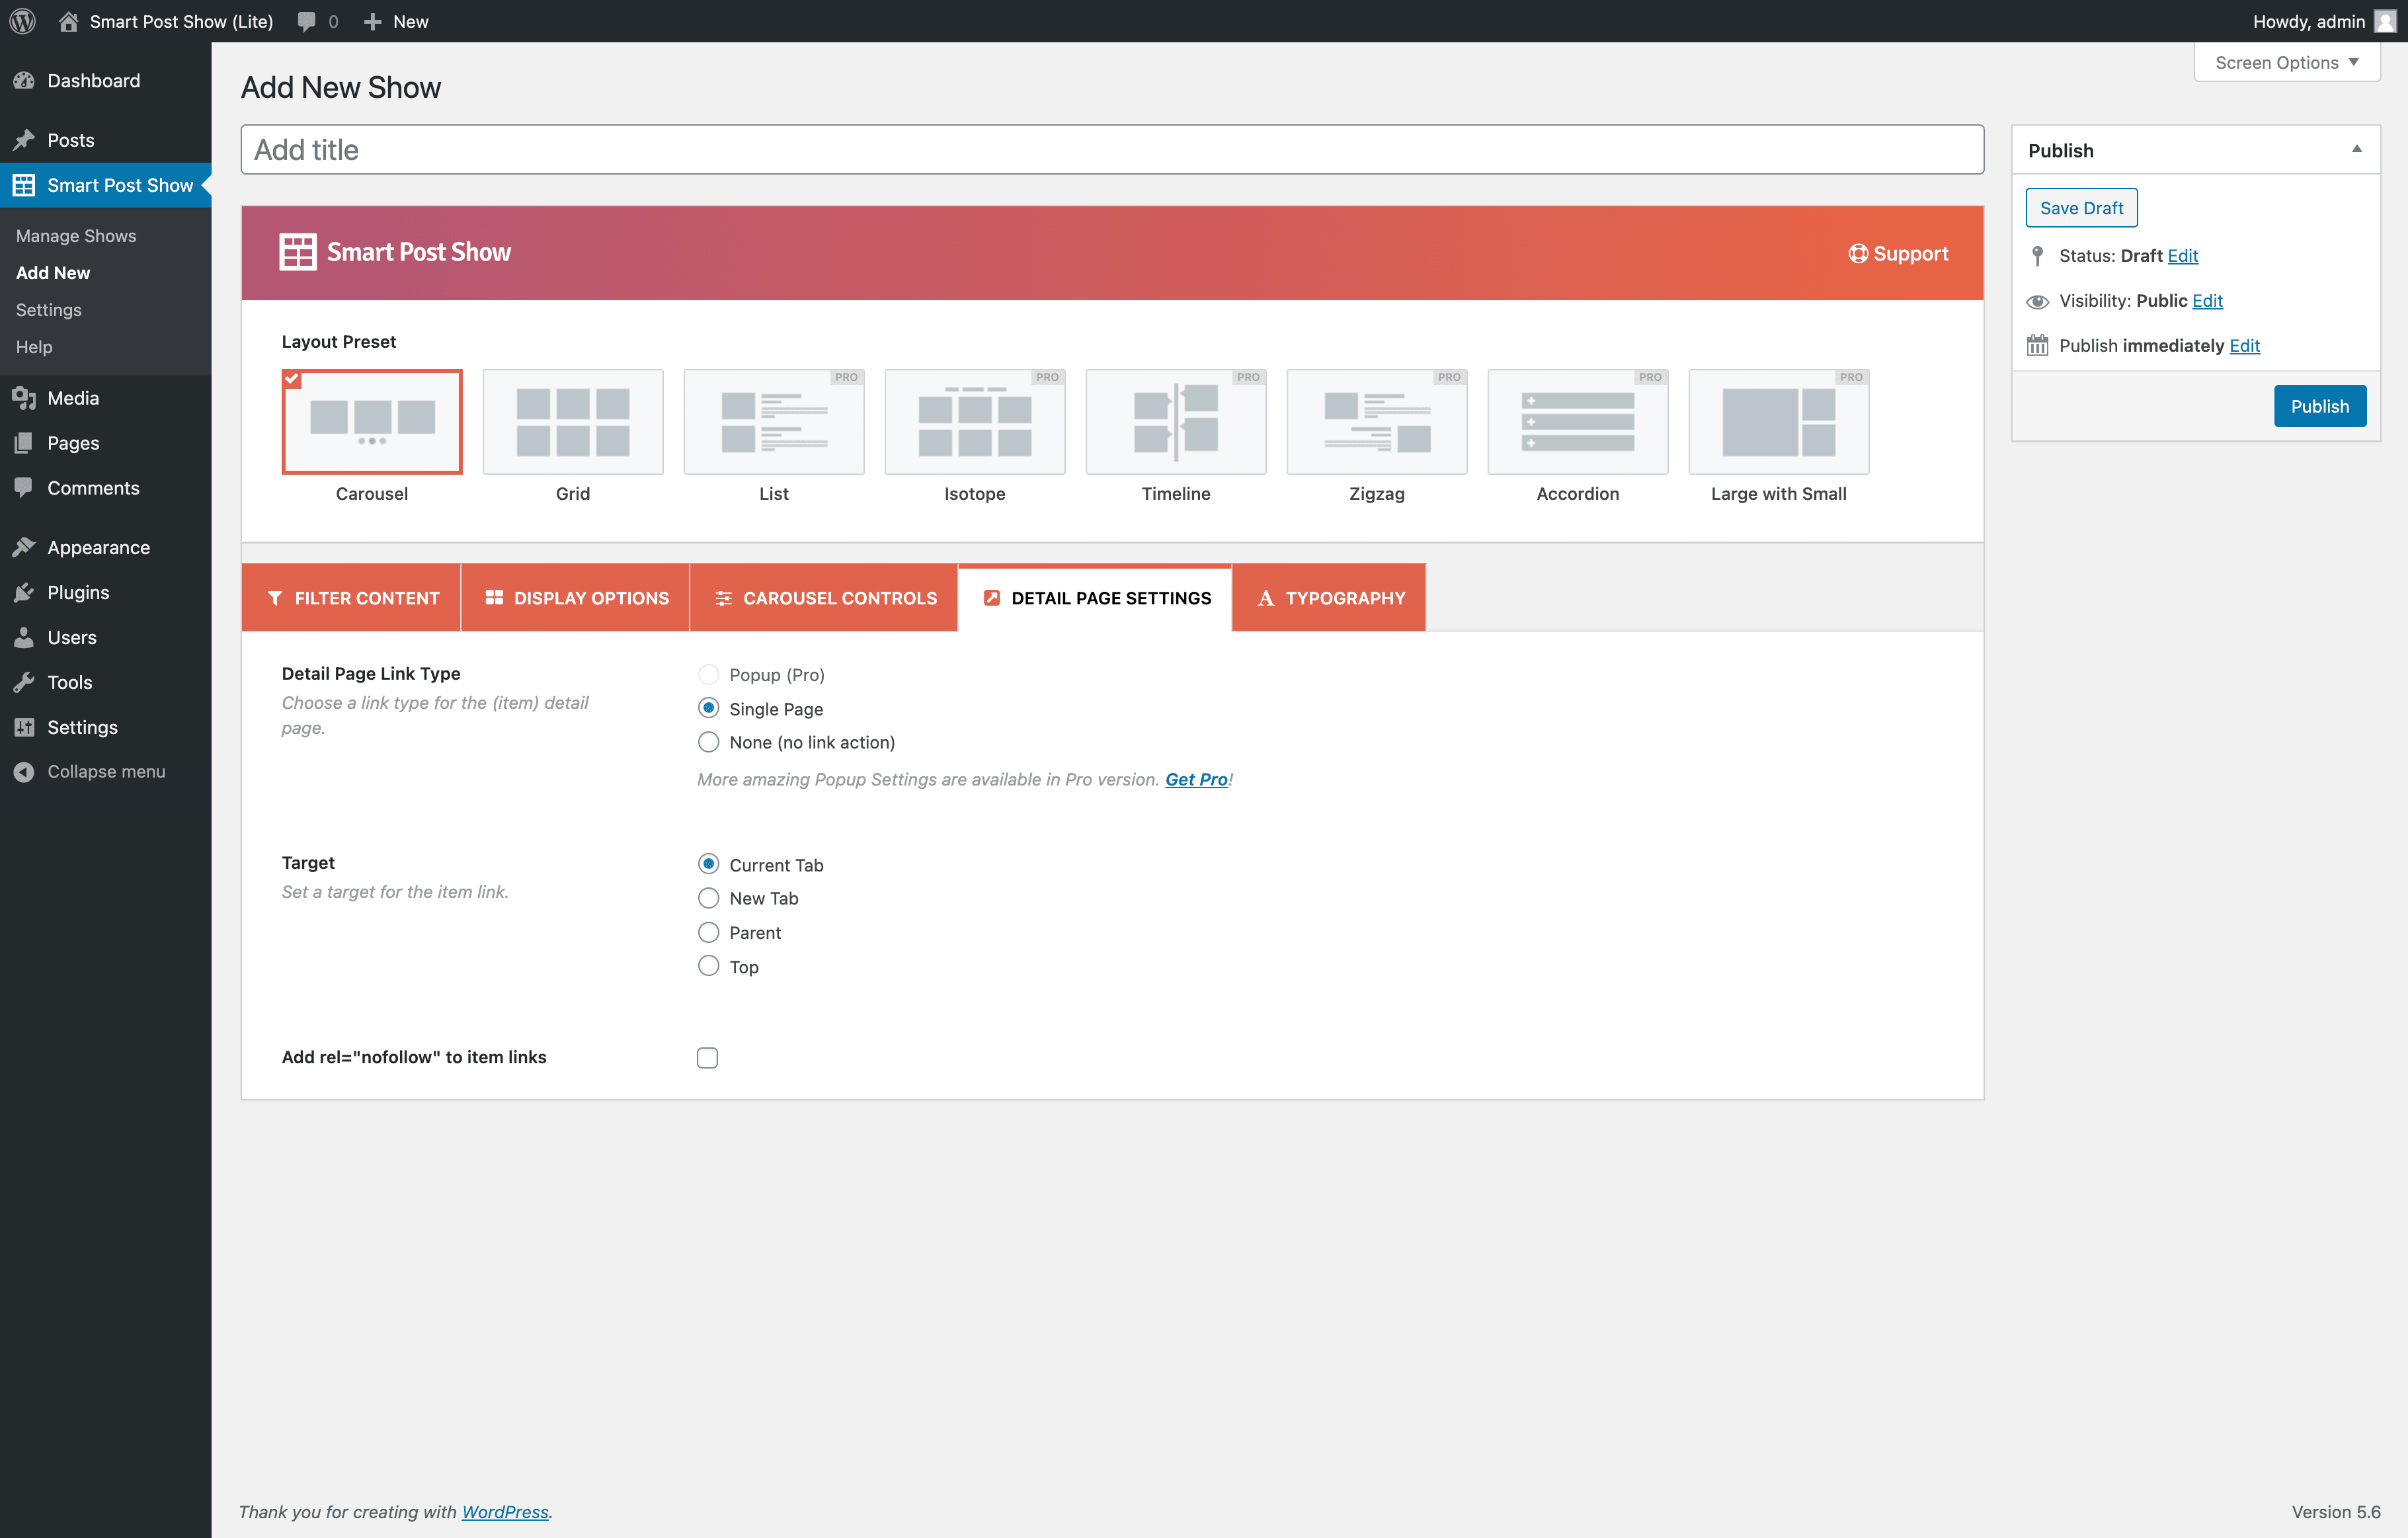 Smart Post Show (Lite) 0 New Howdy, admin
Dashboard
Posts
Smart Post Show
Manage Shows
Add New
Settings
Help
Media
Pages
Comments
Appearance
Plugins
Users
Tools
Settings
Collapse menu
Screen Options
Add New Show
Add title
Smart Post Show
Support
Layout Preset
PRO PRO PRO PRO PRO PRO
Carousel Grid List Isotope Timeline Zigzag Accordion Large with Small
FILTER CONTENT DISPLAY OPTIONS CAROUSEL CONTROLS DETAIL PAGE SETTINGS A TYPOGRAPHY
Detail Page Link Type
Choose a link type for the (item) detail
page.
Popup (Pro)
Single Page
None (no link action)
More amazing Popup Settings are available in Pro version. Get Pro!
Target
Set a target for the item link.
Current Tab
New Tab
Parent
Top
Add rel="nofollow" to item links
Publish
Save Draft
Status: Draft Edit
Visibility: Public Edit
Publish immediately Edit
Publish
Thank you for creating with WordPress.
Version 5.6